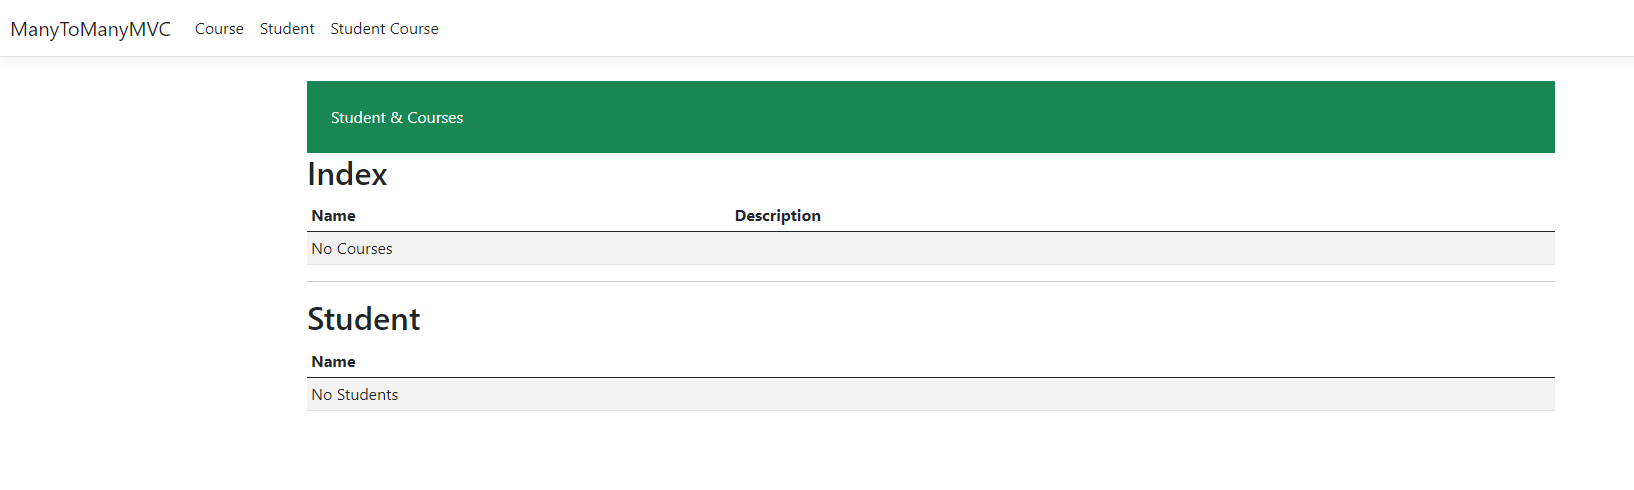 ManyToManyMVC Course Student Student Course
Student & Courses
Index
Name Description
No Courses
Student
Name
No Students